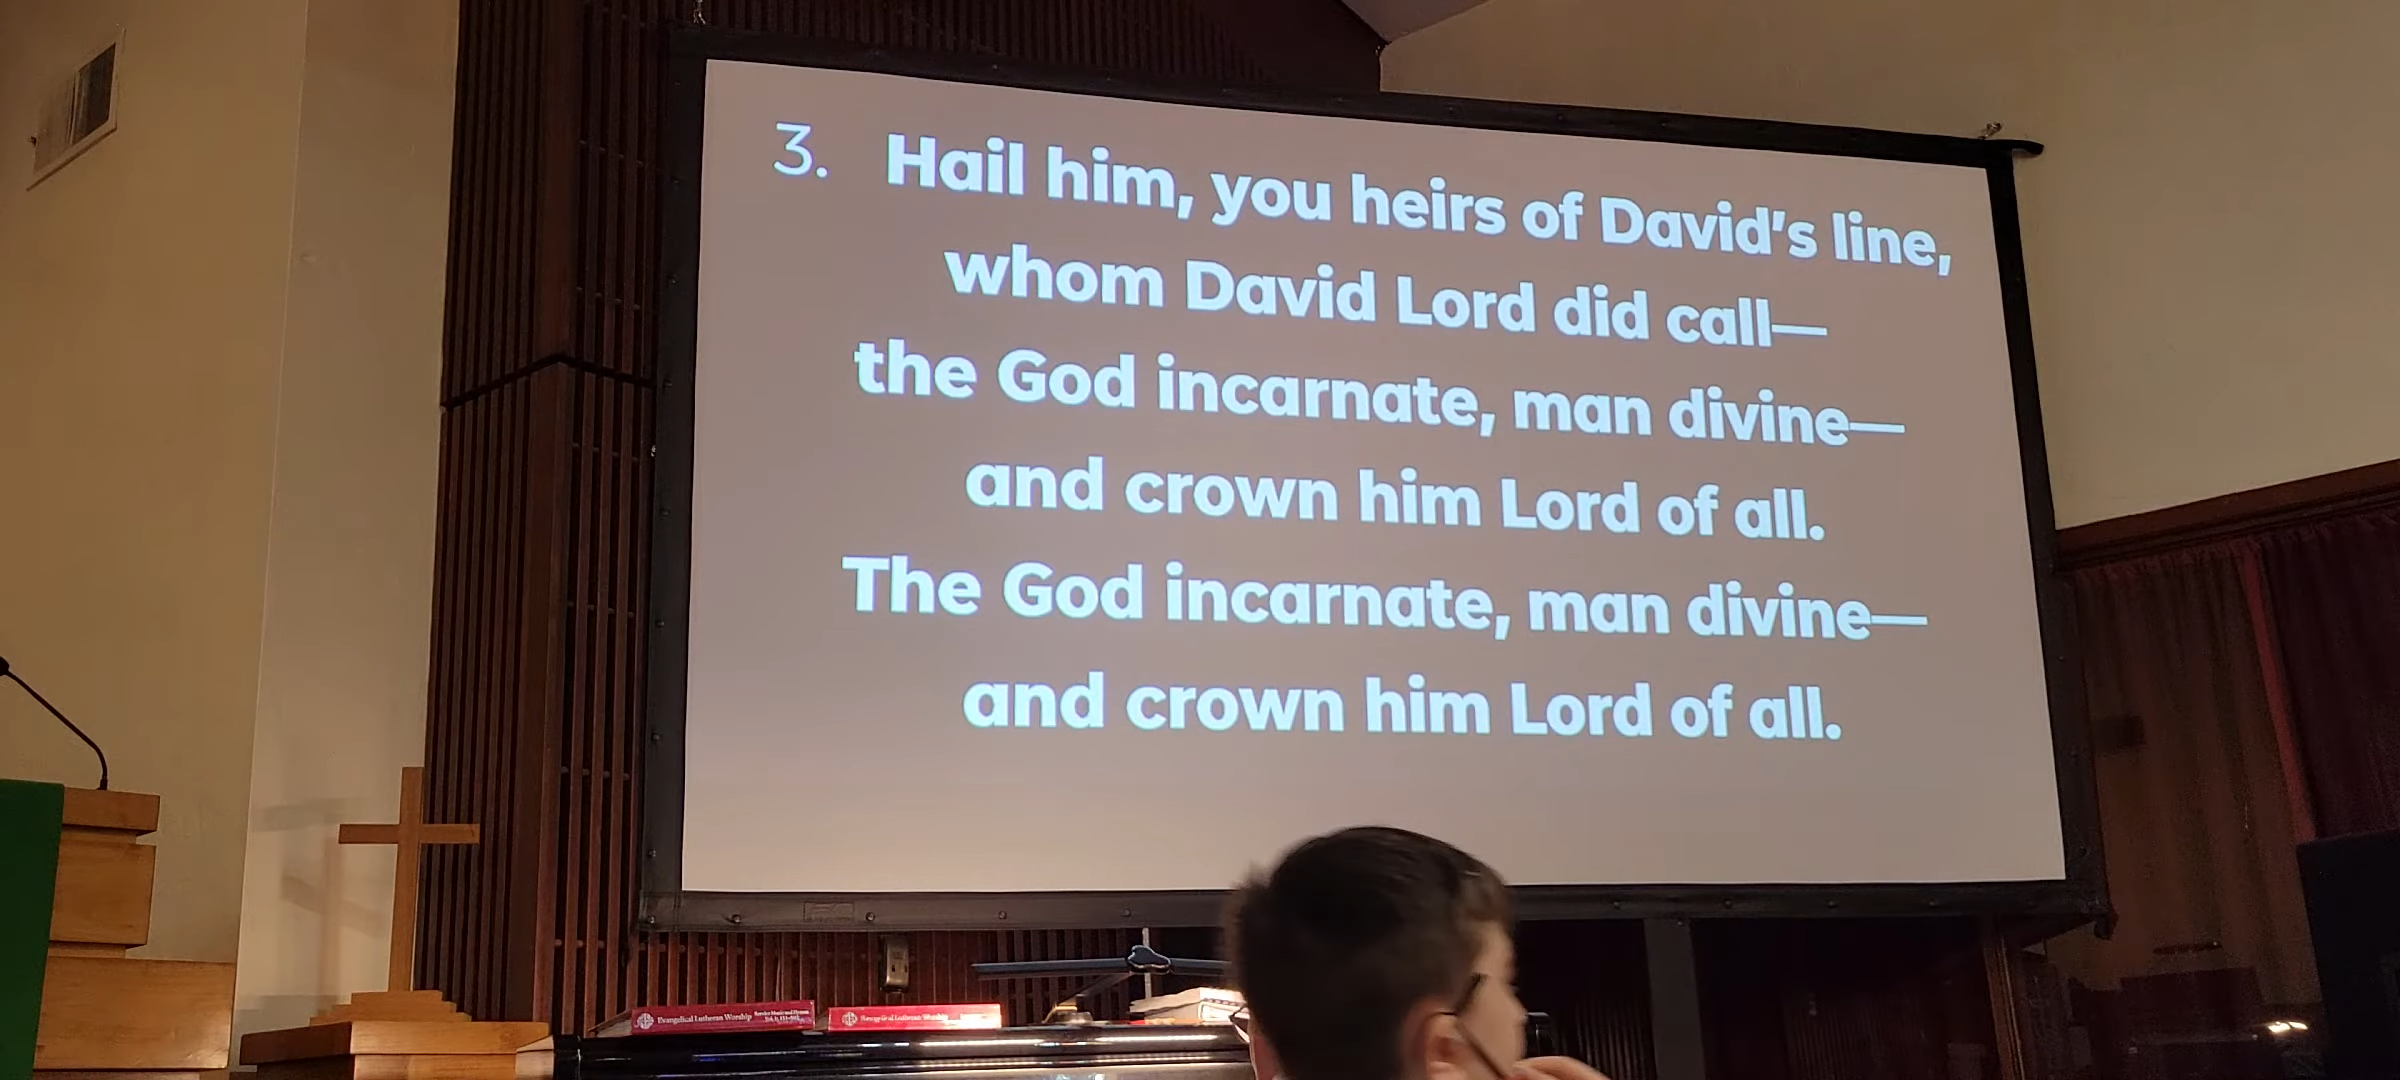 3. Hail him, you heirs of David's line,
whom David Lord did call—
the God incarnate, man divine—
and crown him Lord of all.
The God incarnate, man divine—
and crown him Lord of all.
Evangelical Lutheran Worship
Evangelical Lutheran Worship